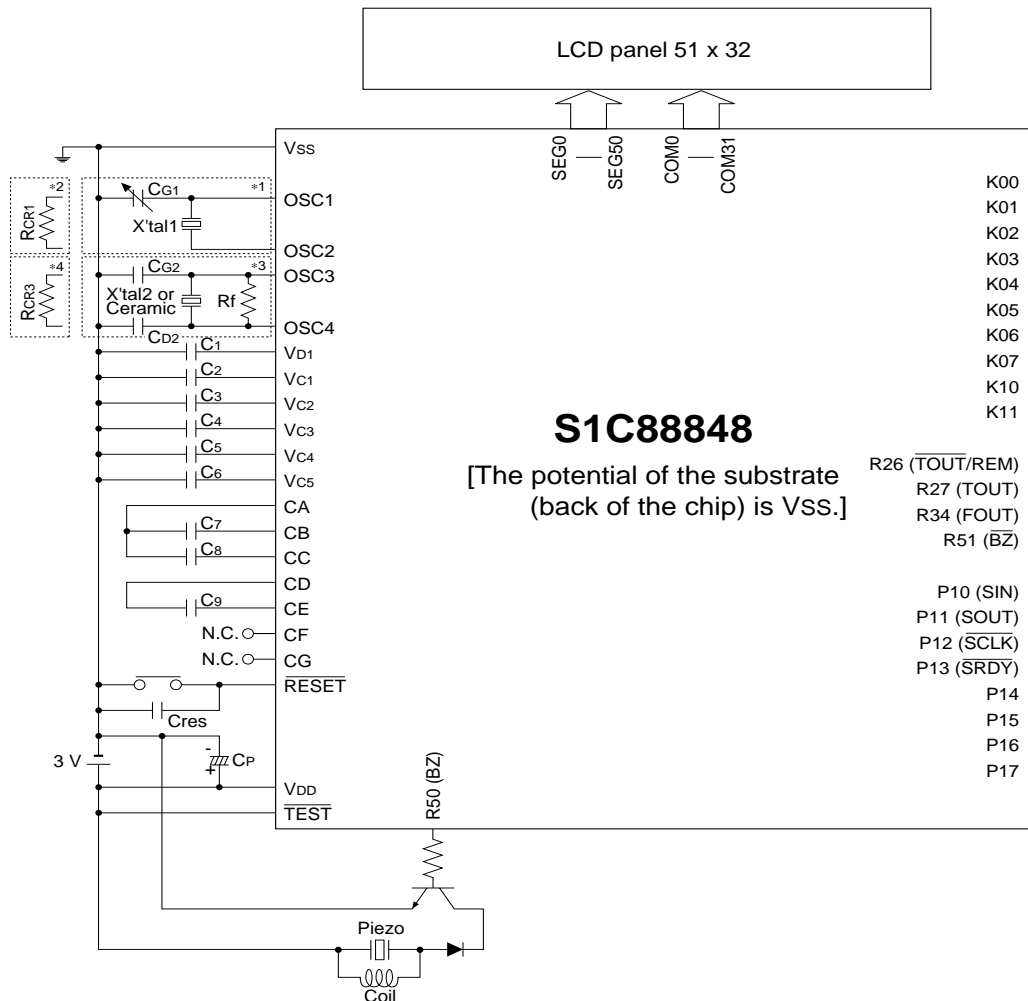 LCD panel 51 x 32
SEG0
SEG50
COM0
COM31
VSS
*2
RCR1
CG1
*1
X'tal1
OSC1
OSC2
*4
RCR3
CG2
*3
X'tal2 or
Ceramic
Rf
CD2
OSC3
OSC4
C1
VD1
C2
VC1
C3
VC2
C4
VC3
C5
VC4
C6
VC5
CA
C7
CB
C8
CC
CD
C9
CE
N.C.
CF
N.C.
CG
RESET
Cres
3 V
-
+
CP
VDD
TEST
S1C88848
[The potential of the substrate
(back of the chip) is VSS.]
K00
K01
K02
K03
K04
K05
K06
K07
K10
K11
R26 (TOUT/REM)
R27 (TOUT)
R34 (FOUT)
R51 (BZ)
P10 (SIN)
P11 (SOUT)
P12 (SCLK)
P13 (SRDY)
P14
P15
P16
P17
R50 (BZ)
Piezo
Coil